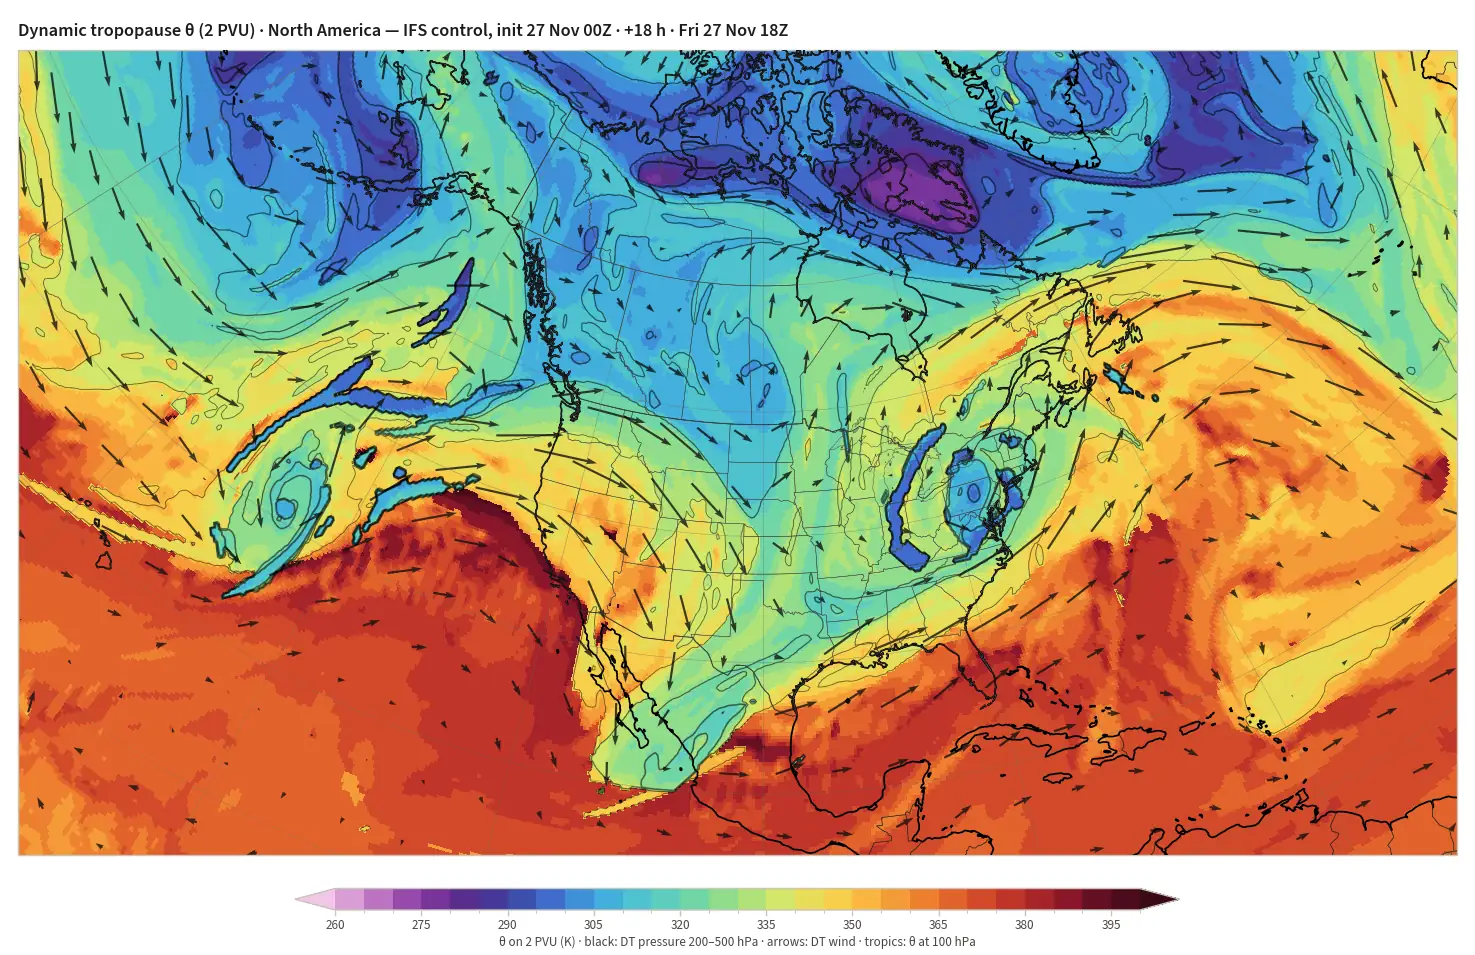 Dynamic tropopause θ (2 PVU) · North America — IFS control, init 27 Nov 00Z · +18 h · Fri 27 Nov 18Z
260 275 290 305 320 335 350 365 380 395
θ on 2 PVU (K) · black: DT pressure 200–500 hPa · arrows: DT wind · tropics: θ at 100 hPa